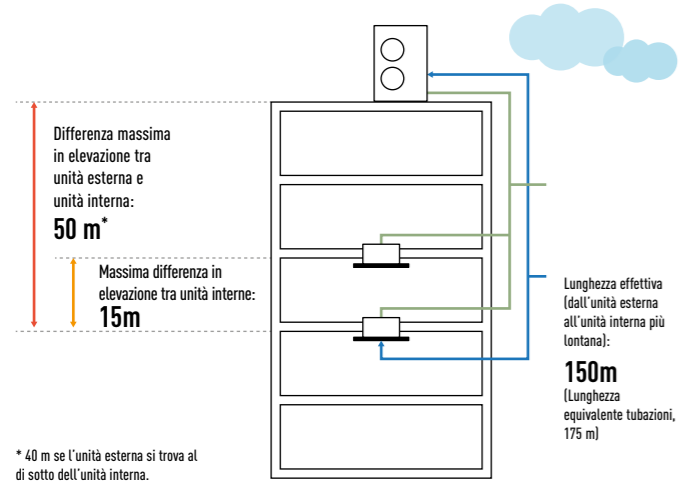 Differenza massima
in elevazione tra
unità esterna e
unità interna:
50 m*
Massima differenza in
elevazione tra unità interne:
15m
Lunghezza effettiva
(dall'unità esterna
all'unità interna più
lontana):
150m
(Lunghezza
equivalente tubazioni,
175 m)
* 40 m se l'unità esterna si trova al
di sotto dell'unità interna.